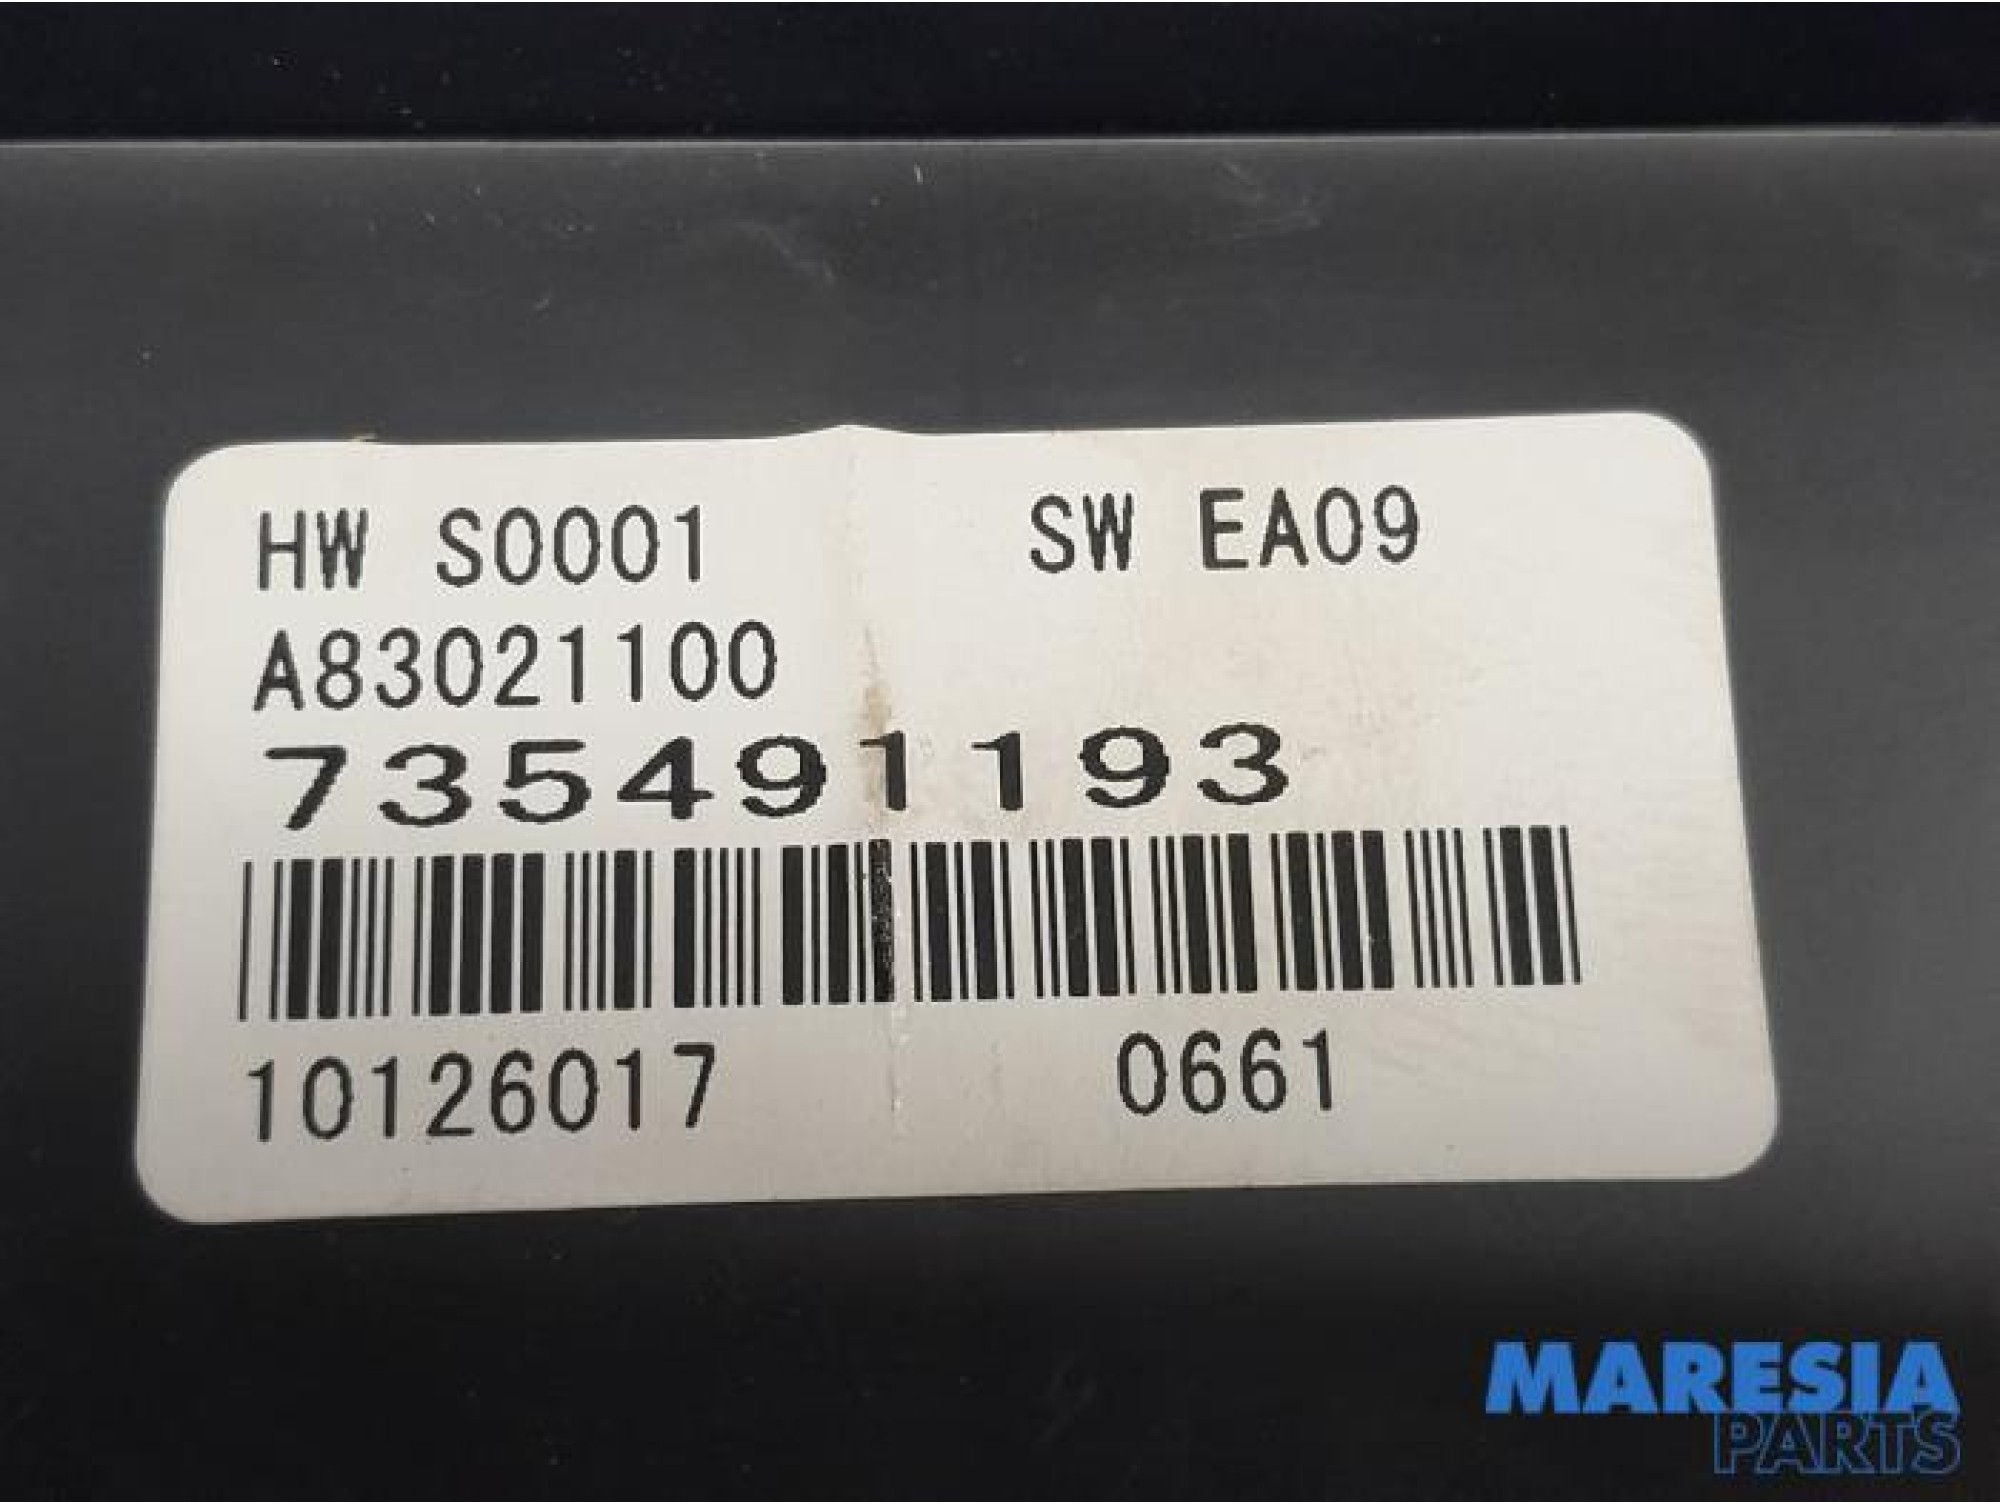 HW S0001 SW EA09
A83021100
735491193
10126017 0661
MARESIA
PARTS